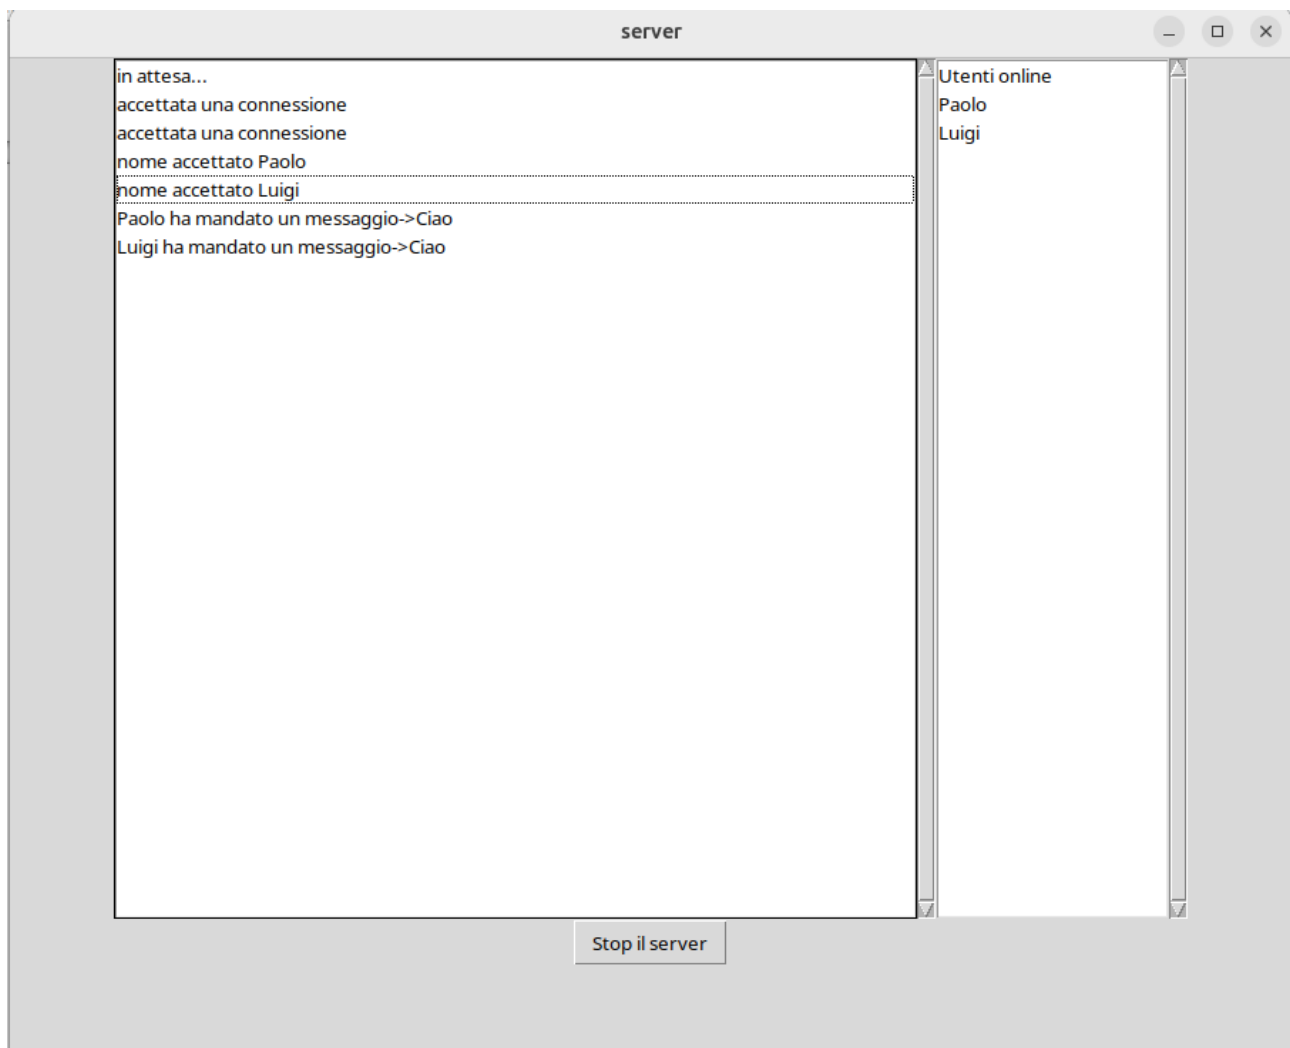 server
in attesa...
accettata una connessione
accettata una connessione
nome accettato Paolo
nome accettato Luigi
Paolo ha mandato un messaggio->Ciao
Luigi ha mandato un messaggio->Ciao
Utenti online
Paolo
Luigi
Stop il server